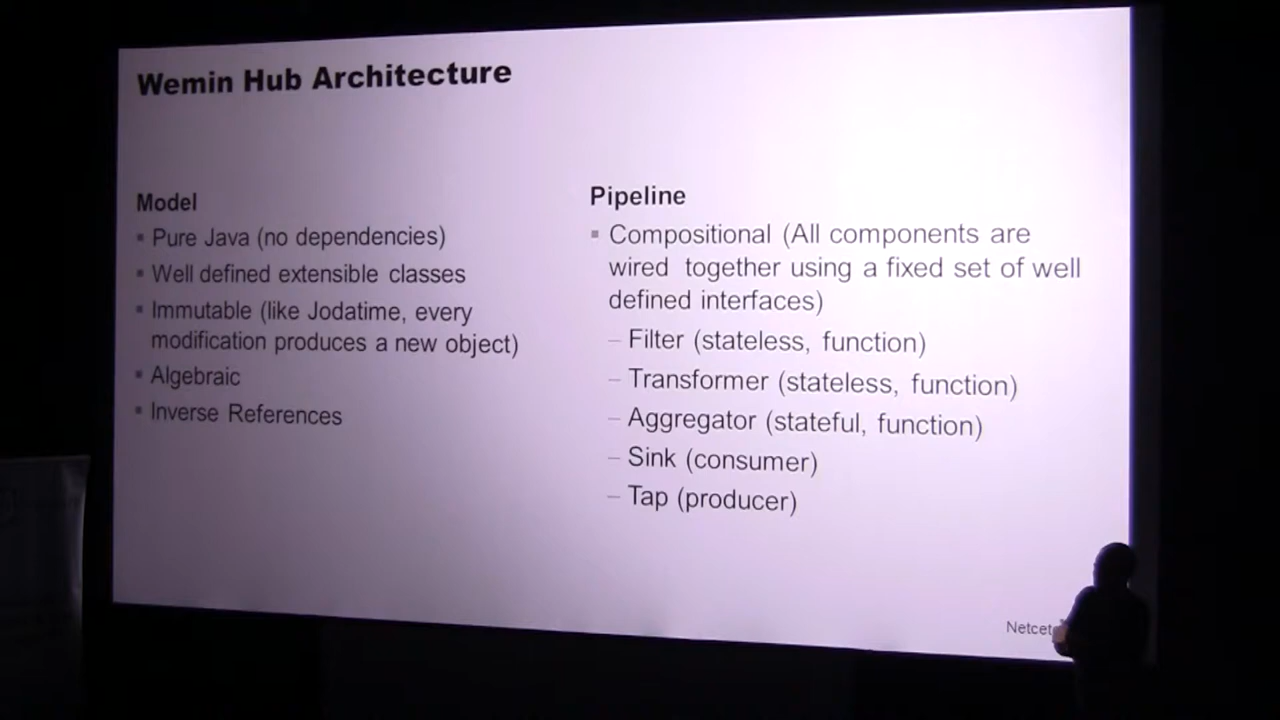 Wemin Hub Architecture
Model
▪ Pure Java (no dependencies)
▪ Well defined extensible classes
▪ Immutable (like Jodatime, every
modification produces a new object)
▪ Algebraic
▪ Inverse References
Pipeline
▪ Compositional (All components are
wired together using a fixed set of well
defined interfaces)
– Filter (stateless, function)
– Transformer (stateless, function)
– Aggregator (stateful, function)
– Sink (consumer)
– Tap (producer)